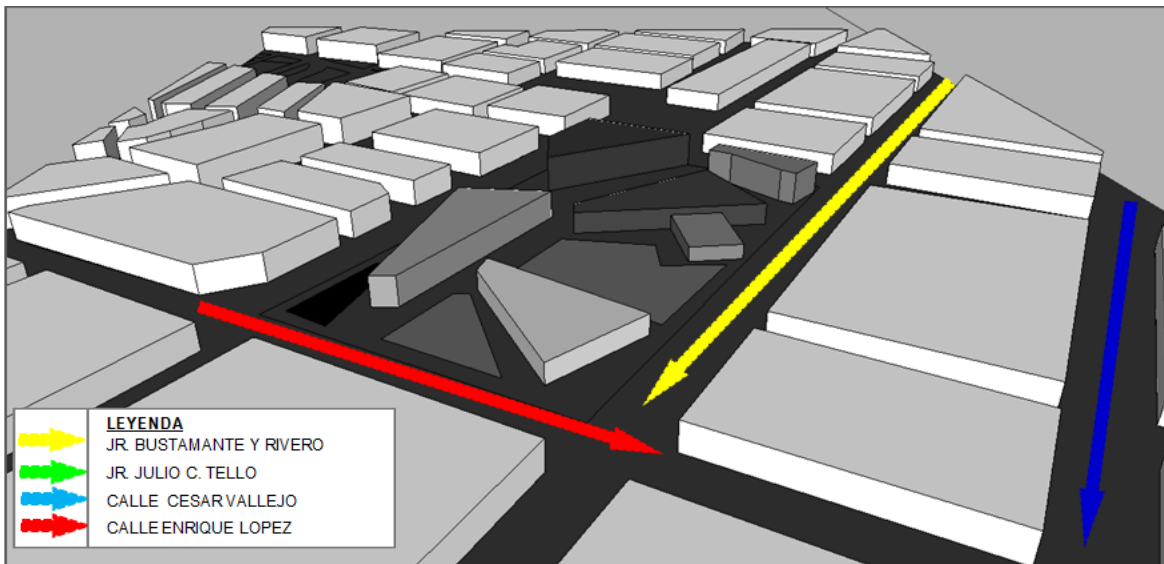 LEYENDA
JR. BUSTAMANTE Y RIVERO
JR. JULIO C. TELLO
CALLE CESAR VALLEJO
CALLE ENRIQUE LOPEZ